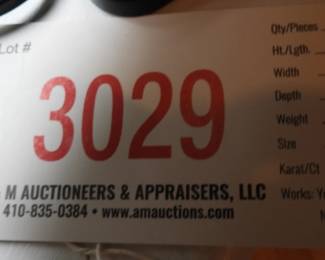 Lot #
3029
M AUCTIONEERS & APPRAISERS, LLC
410-835-0384 • www.amauctions.com
Qty/Pieces
Ht./Lgth.
Width
Depth
Weight
Size
Karat/Ct
Works: